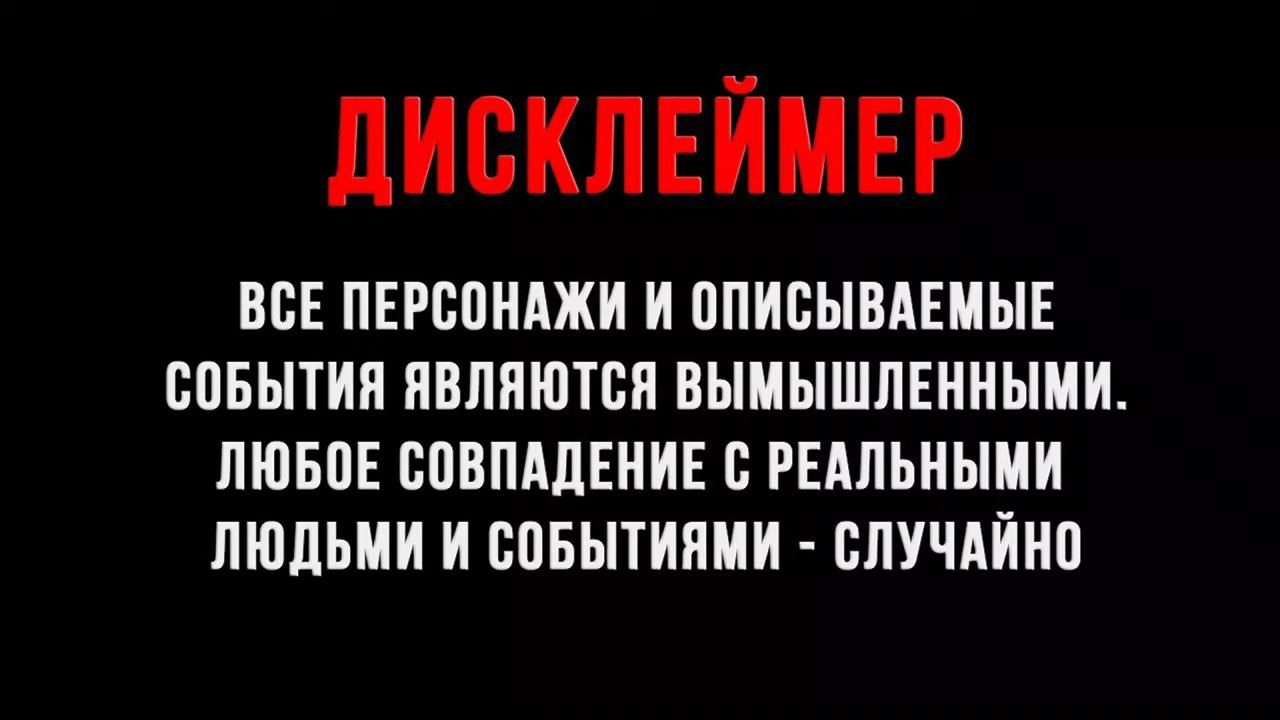 ДИСКЛЕЙМЕР
ВСЕ ПЕРСОНАЖИ И ОПИСЫВАЕМЫЕ
СОБЫТИЯ ЯВЛЯЮТСЯ ВЫМЫШЛЕННЫМИ.
ЛЮБОЕ СОВПАДЕНИЕ С РЕАЛЬНЫМИ
ЛЮДЬМИ И СОБЫТИЯМИ - СЛУЧАЙНО